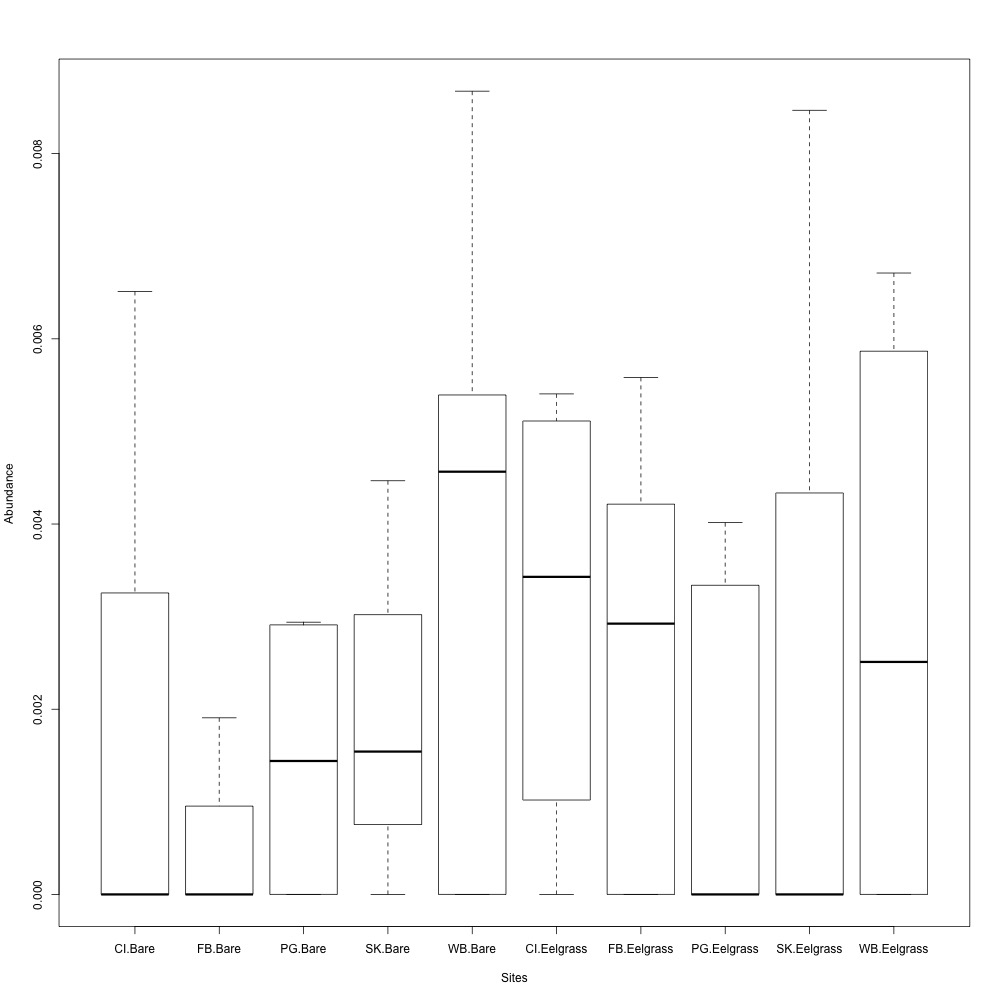 0.008
0.006
0.004
0.002
0.000
Abundance
CI.Bare FB.Bare PG.Bare SK.Bare WB.Bare CI.Eelgrass FB.Eelgrass PG.Eelgrass SK.Eelgrass WB.Eelgrass
Sites